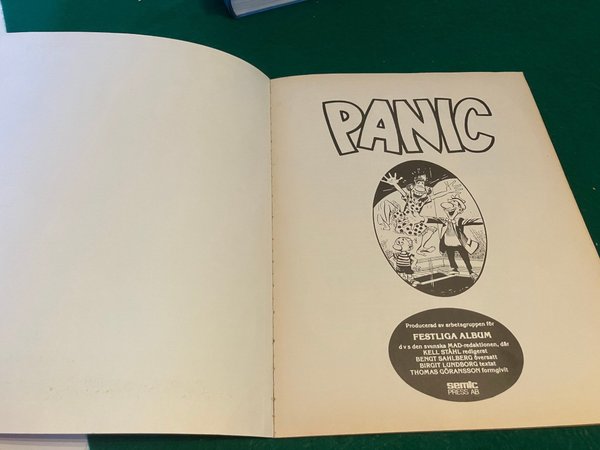 PANIC
Producerad av arbetsgruppen för
FESTLIGA ALBUM
d v s den svenska MAD-redaktionen, där
KELL STÅHL redigerat
BENGT SAHLBERG översatt
BIRGIT LUNDBORG textat
THOMAS GÖRANSSON formgivit
semic
PRESS AB